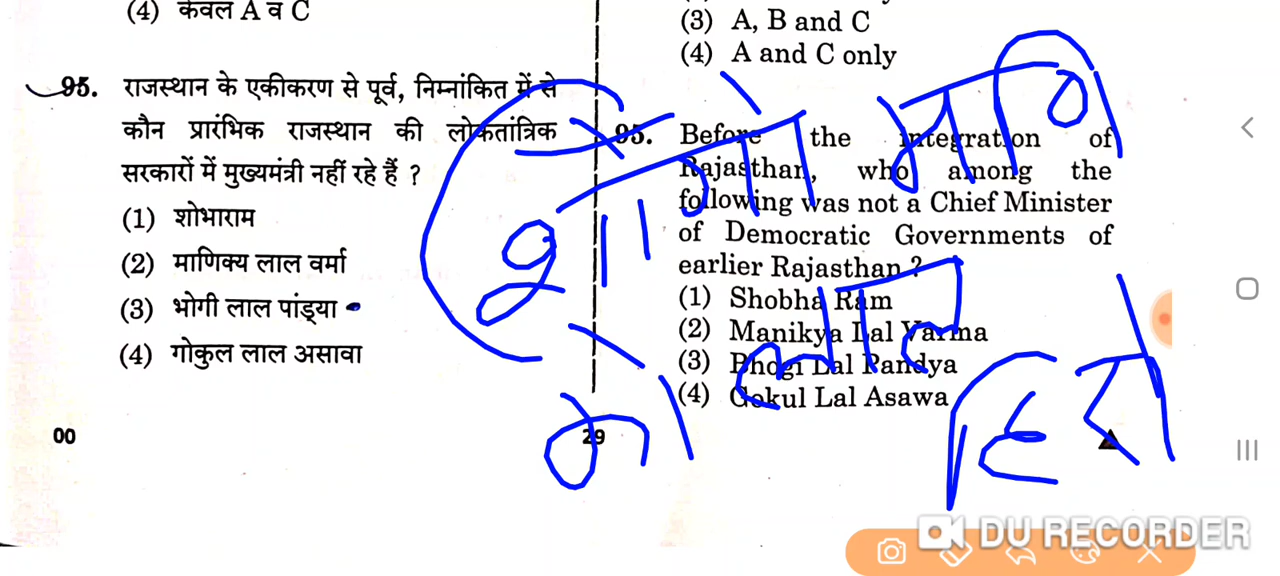 (4) केवल A व C
95. राजस्थान के एकीकरण से पूर्व, निम्नांकित में से
कौन प्रारंभिक राजस्थान की लोकतांत्रिक
सरकारों में मुख्यमंत्री नहीं रहे हैं ?
(1) शोभाराम
(2) माणिक्य लाल वर्मा
(3) भोगी लाल पांड्या
(4) गोकुल लाल असावा
00
29
(3) A, B and C
(4) A and C only
95. Before the integration of
Rajasthan, who among the
following was not a Chief Minister
of Democratic Governments of
earlier Rajasthan ?
(1) Shobha Ram
(2) Manikya Lal Varma
(3) Bhogi Lal Pandya
(4) Gokul Lal Asawa
DU RECORDER